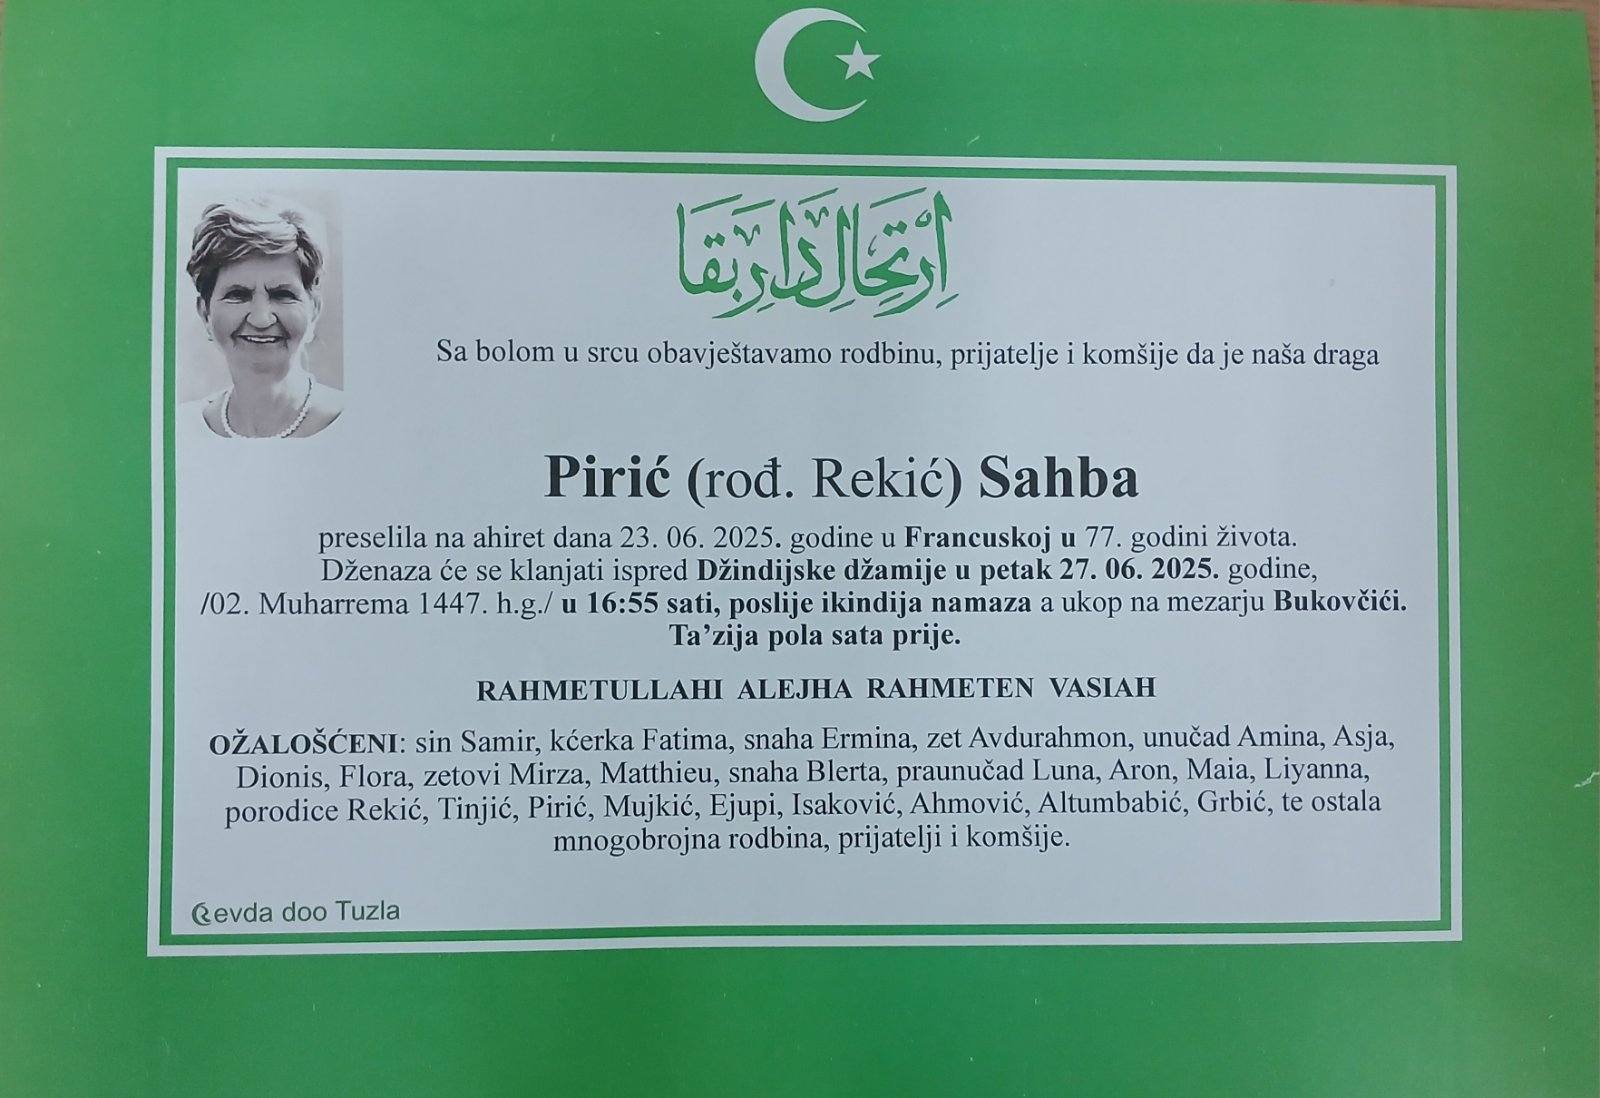 اِرْتِحَالِ دَارِ بَقَا
Sa bolom u srcu obavještavamo rodbinu, prijatelje i komšije da je naša draga
Pirić (rođ. Rekić) Sahba
preselila na ahiret dana 23. 06. 2025. godine u Francuskoj u 77. godini života.
Dženaza će se klanjati ispred Džindijske džamije u petak 27. 06. 2025. godine,
/02. Muharrema 1447. h.g./ u 16:55 sati, poslije ikindija namaza a ukop na mezarju Bukovčići.
Ta’zija pola sata prije.
RAHMETULLAHI ALEJHA RAHMETEN VASIAH
OŽALOŠĆENI: sin Samir, kćerka Fatima, snaha Ermina, zet Avdurahmon, unučad Amina, Asja,
Dionis, Flora, zetovi Mirza, Matthieu, snaha Blerta, praunučad Luna, Aron, Maia, Liyanna,
porodice Rekić, Tinjić, Pirić, Mujkić, Ejupi, Isaković, Ahmović, Altumbabić, Grbić, te ostala
mnogobrojna rodbina, prijatelji i komšije.
Revda doo Tuzla